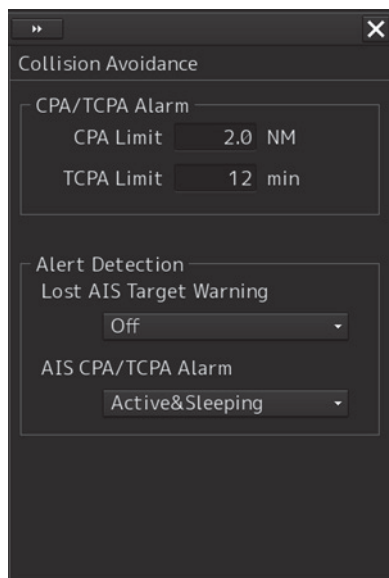 Collision Avoidance
CPA/TCPA Alarm
CPA Limit 2.0 NM
TCPA Limit 12 min
Alert Detection
Lost AIS Target Warning
Off
AIS CPA/TCPA Alarm
Active&Sleeping